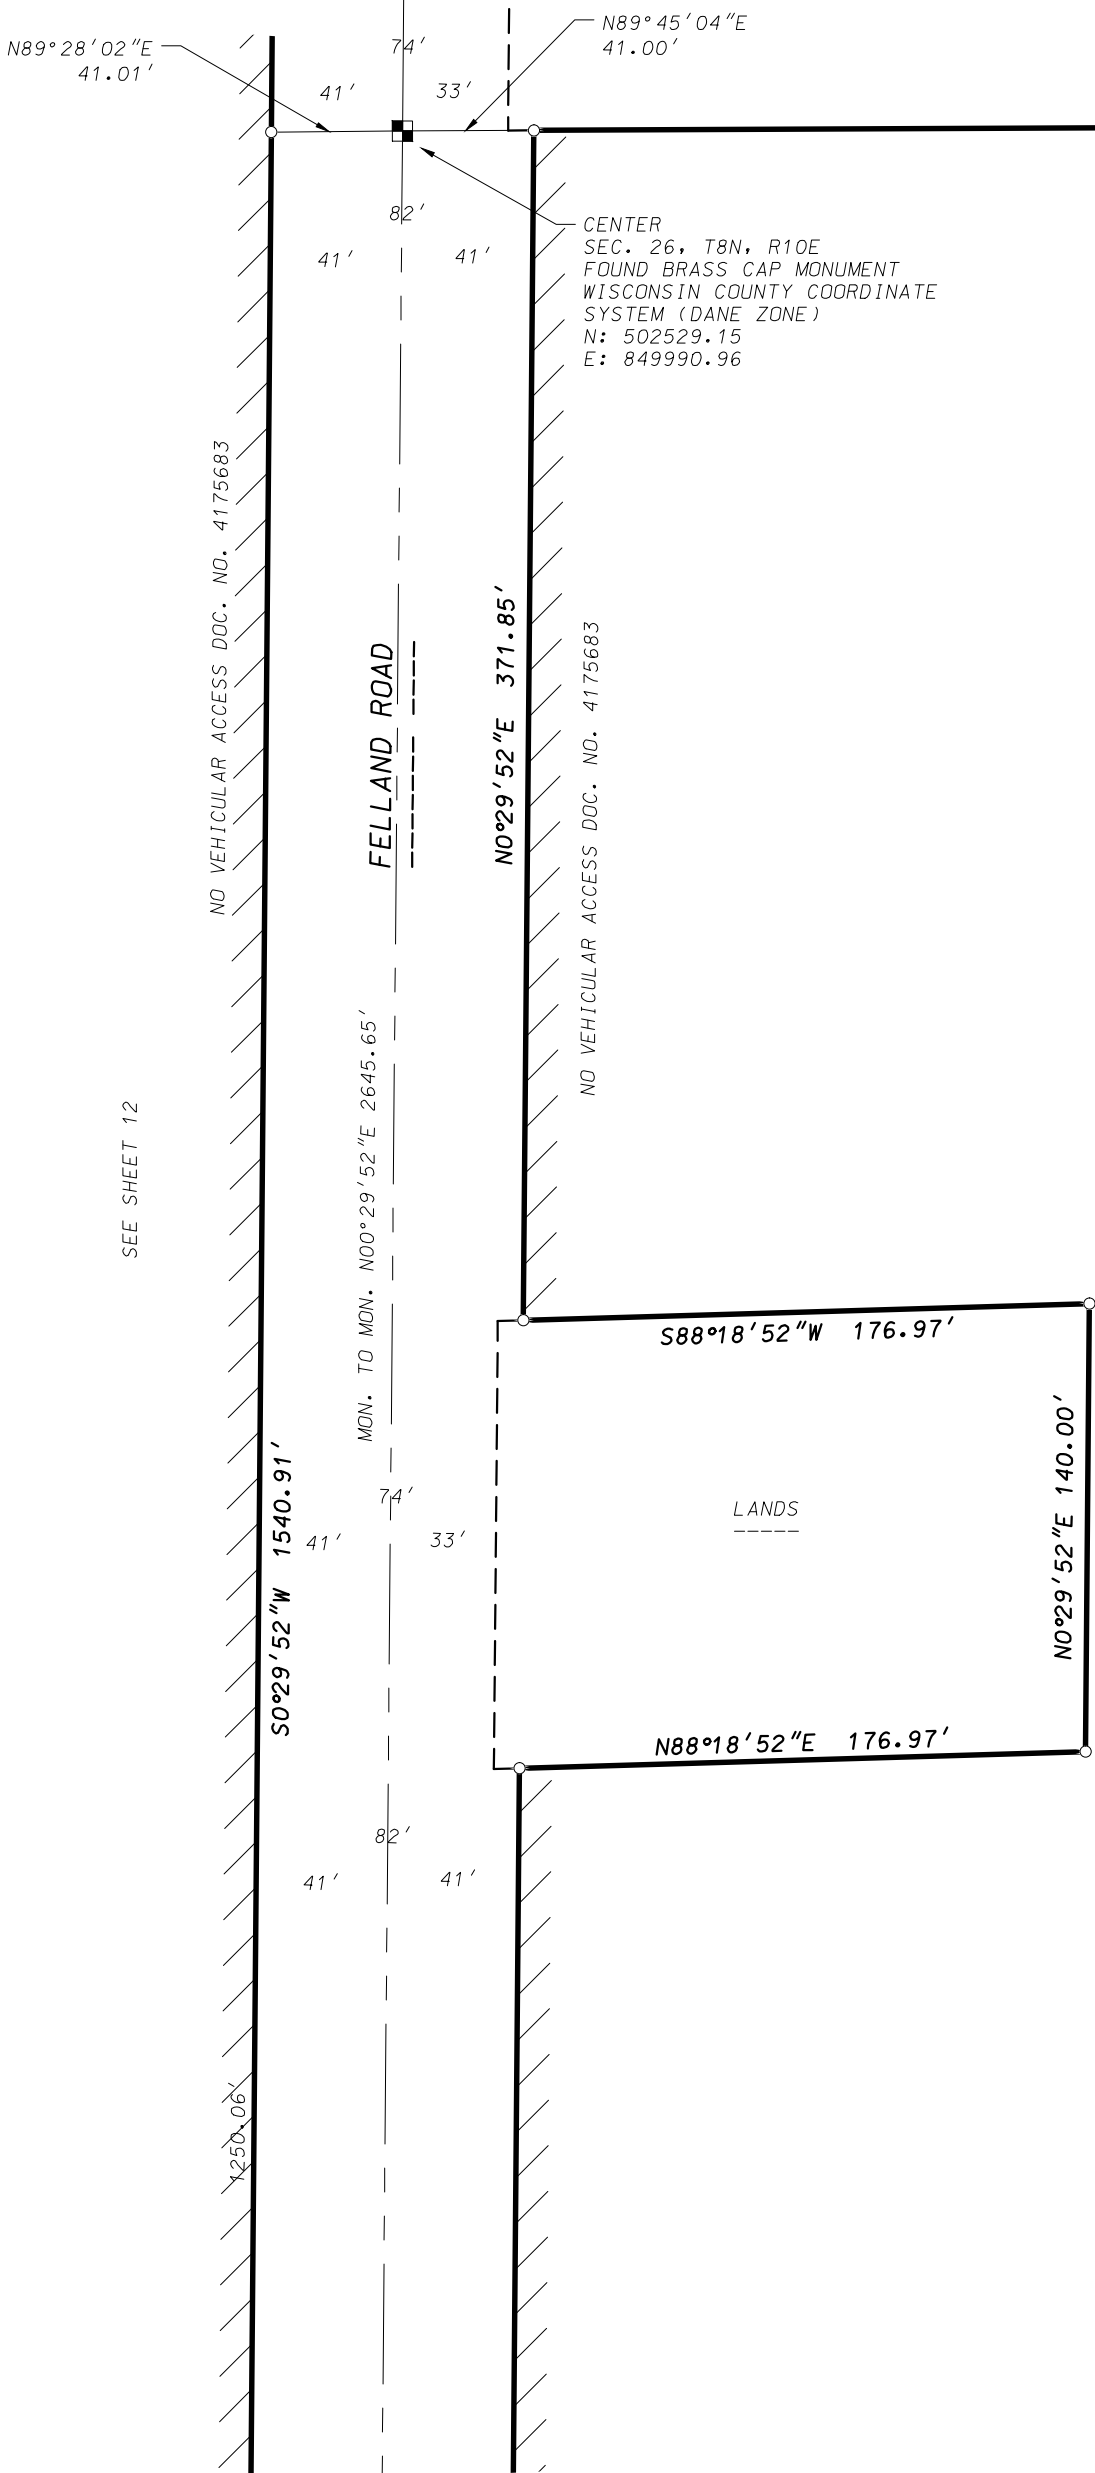 N89°28'02"E
41.01'
74'
N89°45'04"E
41.00'
41'
33'
82'
41'
41'
CENTER
SEC. 26, T8N, R10E
FOUND BRASS CAP MONUMENT
WISCONSIN COUNTY COORDINATE
SYSTEM (DANE ZONE)
N: 502529.15
E: 849990.96
NO VEHICULAR ACCESS DOC. NO. 4175683
FELLAND ROAD
N0°29'52"E 371.85'
NO VEHICULAR ACCESS DOC. NO. 4175683
SEE SHEET 12
MON. TO MON. N00°29'52"E 2645.65'
S88°18'52"W 176.97'
S0°29'52"W 1540.91'
74'
41'
33'
LANDS
N0°29'52"E 140.00'
N88°18'52"E 176.97'
82'
41'
41'
1250.06'